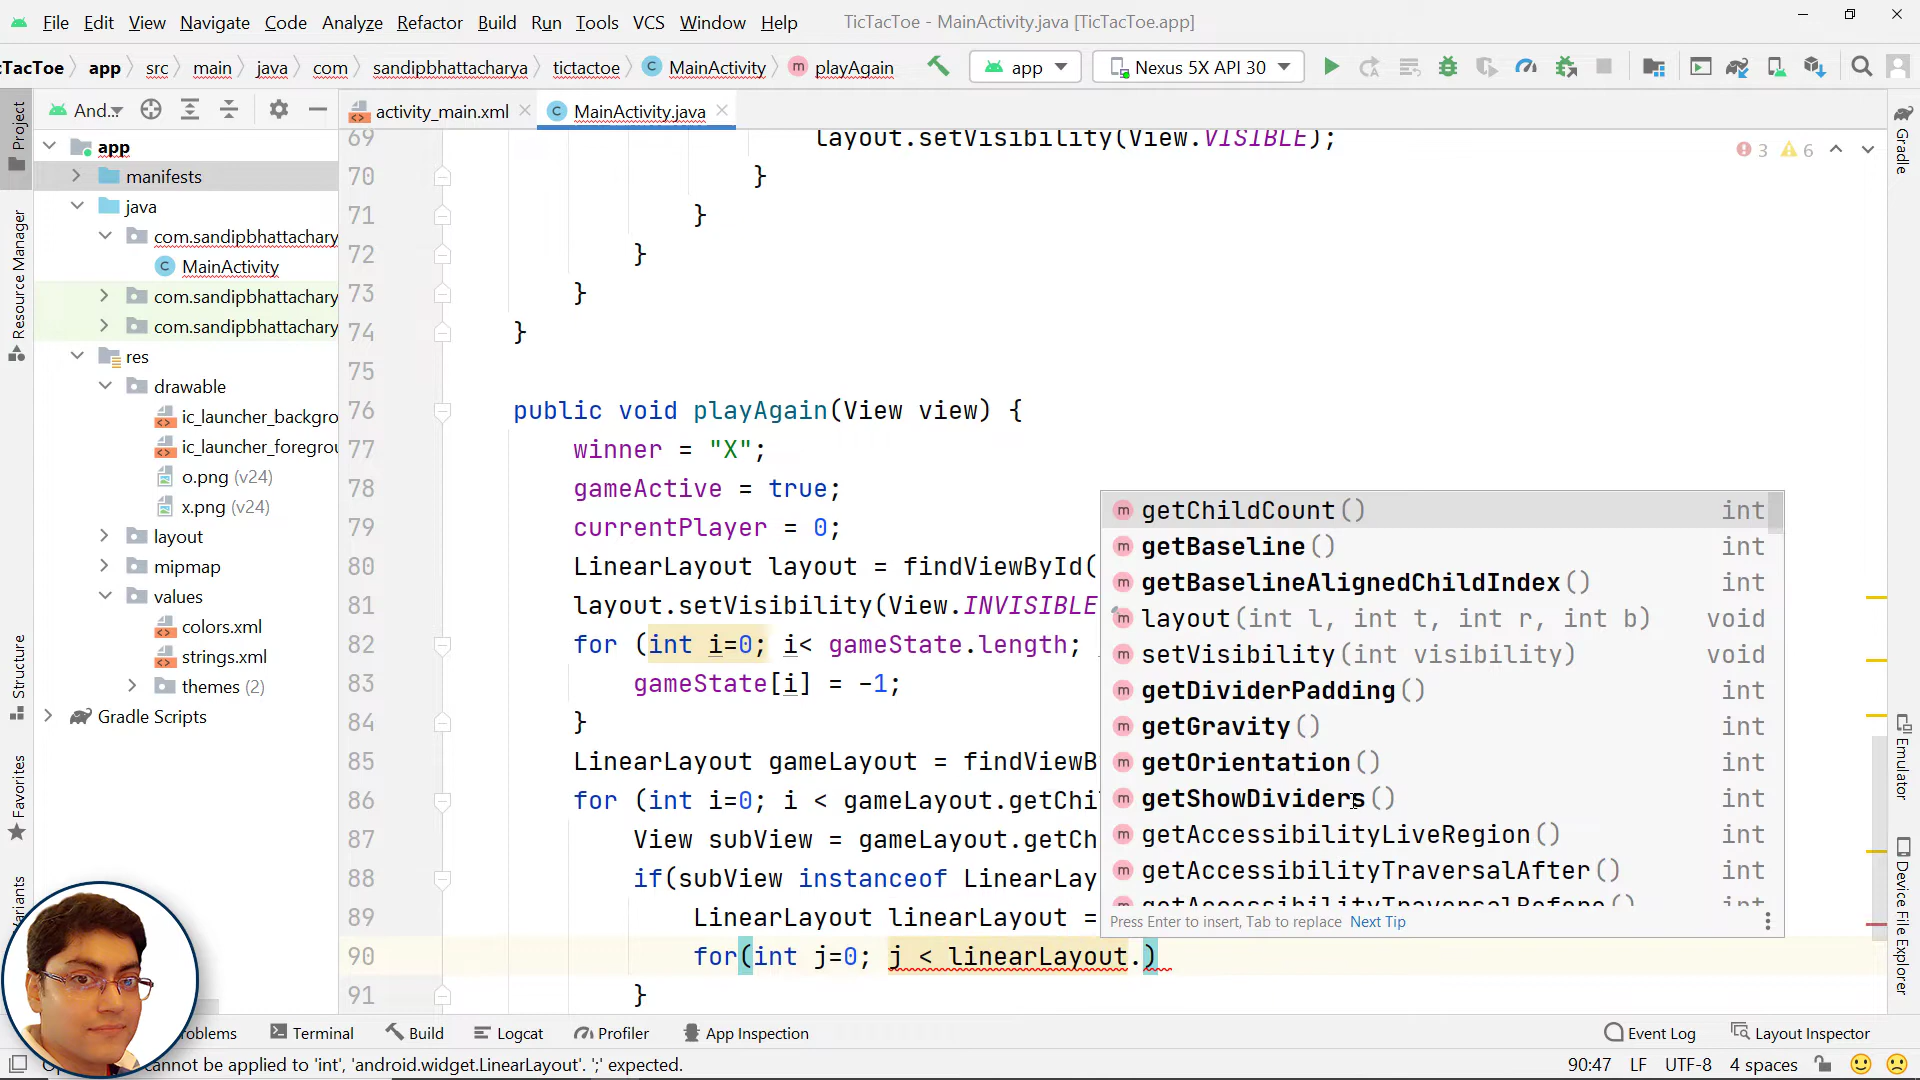 File Edit View Navigate Code Analyze Refactor Build Run Tools VCS Window Help TicTacToe - MainActivity.java [TicTacToe.app]
cTacToe app src main java com sandipbhattacharya tictactoe MainActivity playAgain app Nexus 5X API 30
And... activity_main.xml MainActivity.java
Project
Resource Manager
Structure
Favorites
app
manifests
java
com.sandipbhattachary
MainActivity
com.sandipbhattachary
com.sandipbhattachary
res
drawable
ic_launcher_backgro
ic_launcher_foregrou
o.png (v24)
x.png (v24)
layout
mipmap
values
colors.xml
strings.xml
themes (2)
Gradle Scripts
3 6
69 layout.setVisibility(View.VISIBLE);
70 }
71 }
72 }
73 }
74 }
75
76 public void playAgain(View view) {
77 winner = "X";
78 gameActive = true;
79 currentPlayer = 0;
80 LinearLayout layout = findViewById(
81 layout.setVisibility(View.INVISIBLE
82 for (int i=0; i< gameState.length;
83 gameState[i] = -1;
84 }
85 LinearLayout gameLayout = findViewB
86 for (int i=0; i < gameLayout.getChi
87 View subView = gameLayout.getCh
88 if(subView instanceof LinearLay
89 LinearLayout linearLayout =
90 for(int j=0; j < linearLayout.)
91 }
getChildCount() int
getBaseline() int
getBaselineAlignedChildIndex() int
layout(int l, int t, int r, int b) void
setVisibility(int visibility) void
getDividerPadding() int
getGravity() int
getOrientation() int
getShowDividers() int
getAccessibilityLiveRegion() int
getAccessibilityTraversalAfter() int
getAccessibilityTraversalBefore() int
Press Enter to insert, Tab to replace Next Tip
Gradle
Emulator
Device File Explorer
roblems Terminal Build Logcat Profiler App Inspection Event Log Layout Inspector
cannot be applied to 'int', 'android.widget.LinearLayout'. ';' expected. 90:47 LF UTF-8 4 spaces